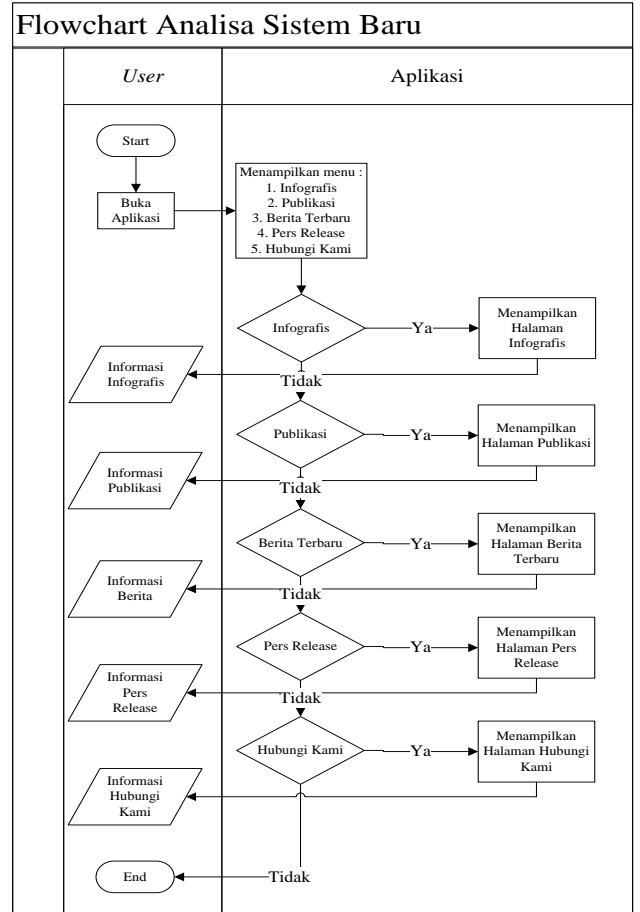 Flowchart Analisa Sistem Baru
User
Aplikasi
Start
Buka
Aplikasi
Menampilkan menu :
1. Infografis
2. Publikasi
3. Berita Terbaru
4. Pers Release
5. Hubungi Kami
Infografis
Ya
Menampilkan
Halaman
Infografis
Informasi
Infografis
Tidak
Publikasi
Ya
Menampilkan
Halaman Publikasi
Informasi
Publikasi
Tidak
Berita Terbaru
Ya
Menampilkan
Halaman Berita
Terbaru
Informasi
Berita
Tidak
Pers Release
Ya
Menampilkan
Halaman Pers
Release
Informasi
Pers
Release
Tidak
Hubungi Kami
Ya
Menampilkan
Halaman Hubungi
Kami
Informasi
Hubungi
Kami
End
Tidak